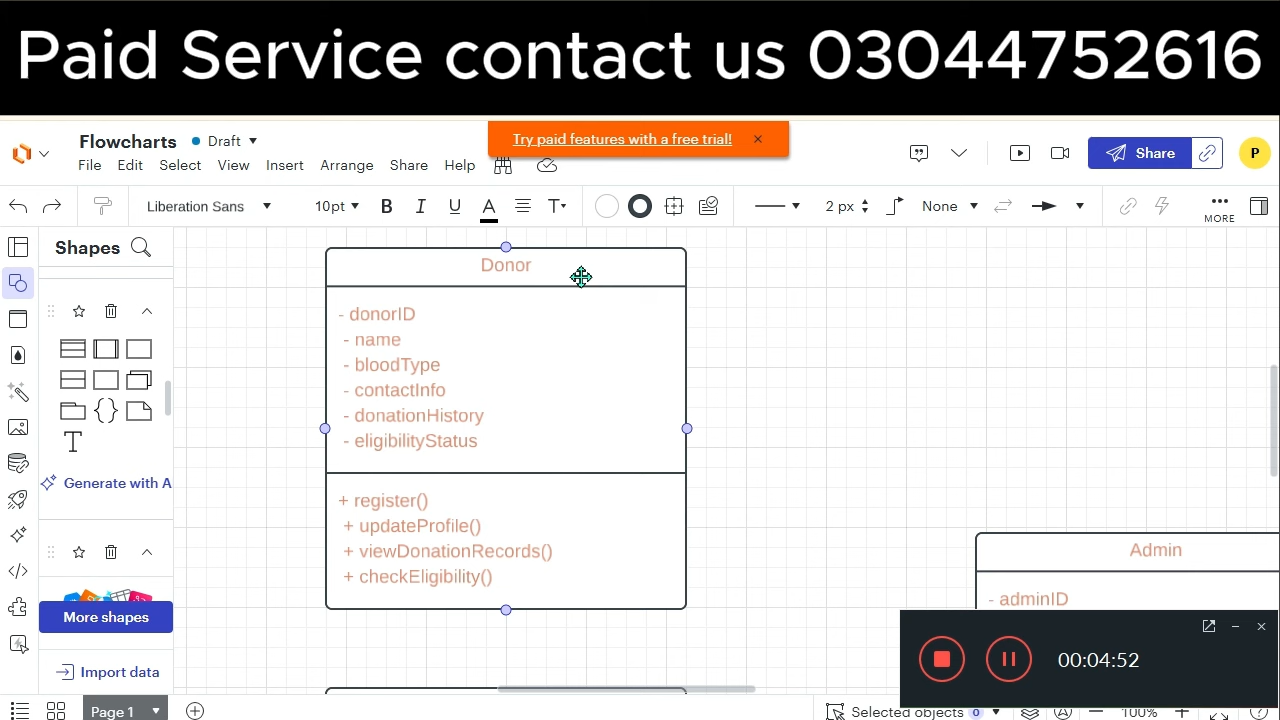 Paid Service contact us 03044752616
Try paid features with a free trial!
Flowcharts
Draft
File Edit Select View Insert Arrange Share Help
Share
P
Liberation Sans
10pt
B I U A T
2 px
None
MORE
Shapes
T
Generate with A
More shapes
Import data
Donor
- donorID
- name
- bloodType
- contactInfo
- donationHistory
- eligibilityStatus
+ register()
+ updateProfile()
+ viewDonationRecords()
+ checkEligibility()
Admin
- adminID
00:04:52
Page 1
Selected objects 0
100%